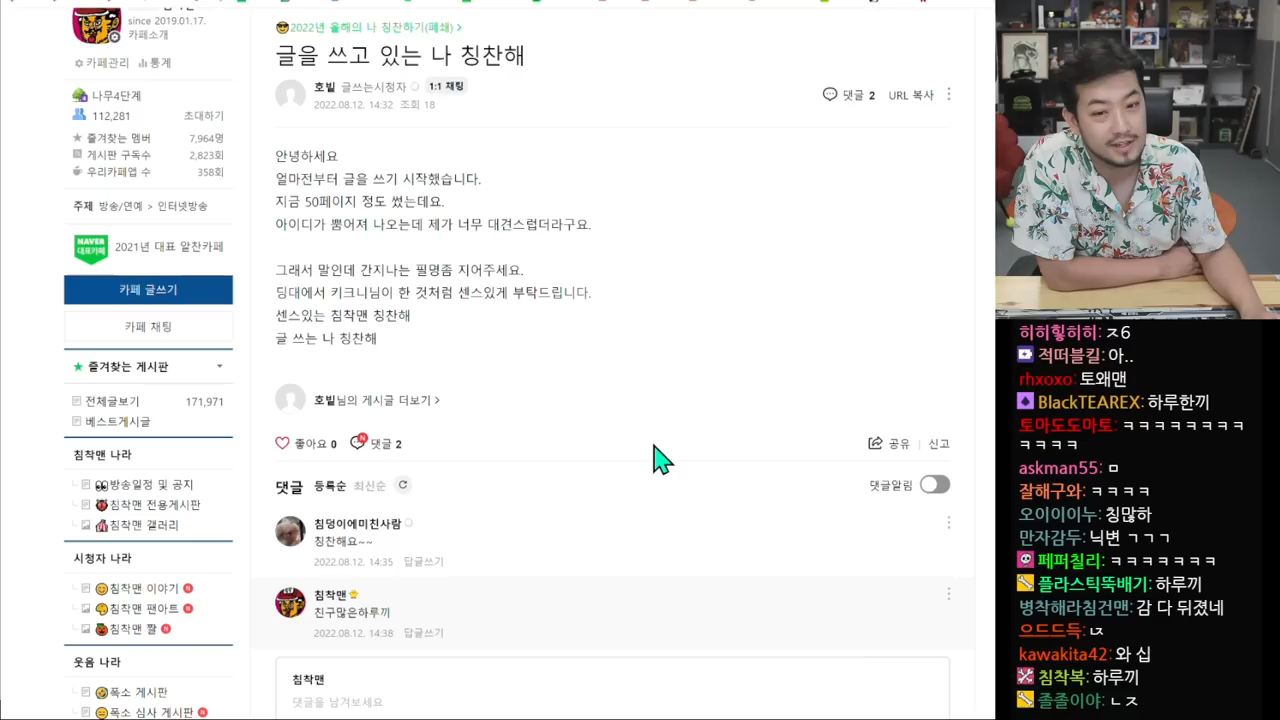 since 2019.01.17.
카페소개
카페관리 통계
나무4단계
112,281 초대하기
즐겨찾는 멤버 7,964명
게시판 구독수 2,823회
우리카페앱 수 358회
주제 방송/연예 > 인터넷방송
NAVER 대표카페 2021년 대표 알찬카페
카페 글쓰기
카페 채팅
즐겨찾는 게시판
전체글보기 171,971
베스트게시글
침착맨 나라
방송일정 및 공지
침착맨 전용게시판
침착맨 갤러리
시청자 나라
침착맨 이야기 N
침착맨 팬아트 N
침착맨 짤 N
웃음 나라
폭소 게시판
폭소 심사 게시판 N
2022년 올해의 나 칭찬하기(폐쇄) >
글을 쓰고 있는 나 칭찬해
호빌 글쓰는시청자 1:1 채팅
2022.08.12. 14:32 조회 18
댓글 2 URL 복사
안녕하세요
얼마전부터 글을 쓰기 시작했습니다.
지금 50페이지 정도 썼는데요.
아이디가 뿜어져 나오는데 제가 너무 대견스럽더라구요.
그래서 말인데 간지나는 필명좀 지어주세요.
딩대에서 키크니님이 한 것처럼 센스있게 부탁드립니다.
센스있는 침착맨 칭찬해
글 쓰는 나 칭찬해
호빌님의 게시글 더보기 >
좋아요 0 댓글 2
공유 신고
댓글 등록순 최신순
댓글알림
침덩이에미친사람
칭찬해요~~
2022.08.12. 14:35 답글쓰기
침착맨
친구많은하루끼
2022.08.12. 14:38 답글쓰기
침착맨
댓글을 남겨보세요
히히힣히히: ㅈ6
적떠블킬: 아..
rhxoxo: 토왜맨
BlackTEAREX: 하루한끼
토마도도마토: ㅋㅋㅋㅋㅋㅋㅋㅋ
ㅋㅋㅋㅋ
askman55: ㅁ
잘해구와: ㅋㅋㅋㅋ
오이이이누: 칭많하
만자감두: 닉변 ㄱㄱㄱ
페퍼칠리: ㅋㅋㅋㅋㅋㅋㅋ
플라스틱뚝배기: 하루끼
병착해라침건맨: 감 다 뒤졌네
으드드득: ㄴㅈ
kawakita42: 와 십
침착복: 하루끼
졸졸이야: ㄴㅈ